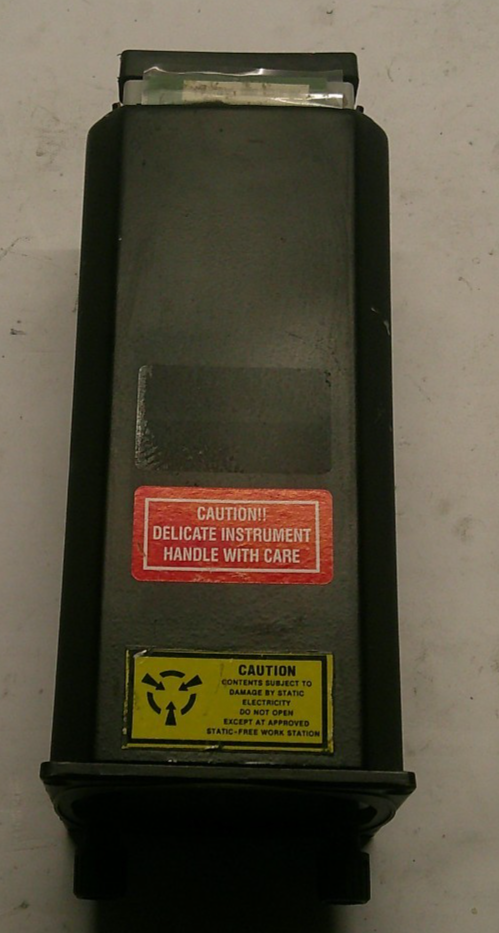 CAUTION!!
DELICATE INSTRUMENT
HANDLE WITH CARE
CAUTION
CONTENTS SUBJECT TO
DAMAGE BY STATIC
ELECTRICITY
DO NOT OPEN
EXCEPT AT APPROVED
STATIC-FREE WORK STATION